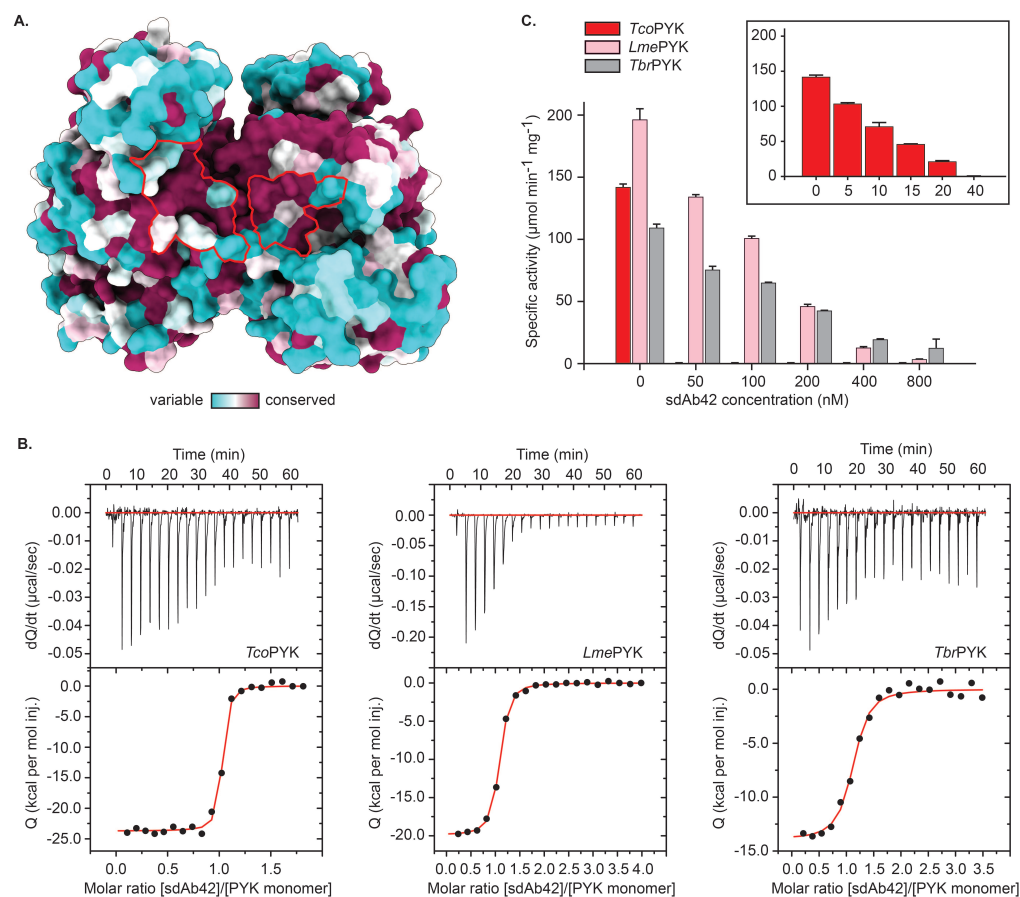 A.
variable conserved
C.
TcoPYK
LmePYK
TbrPYK
Specific activity (µmol min⁻¹ mg⁻¹)
200
150
100
50
0
0 50 100 200 400 800
sdAb42 concentration (nM)
200
150
100
50
0
0 5 10 15 20 40
B.
Time (min)
0 10 20 30 40 50 60
0.00
-0.01
-0.02
-0.03
-0.04
-0.05
dQ/dt (µcal/sec)
TcoPYK
0.0
-5.0
-10.0
-15.0
-20.0
-25.0
Q (kcal per mol inj.)
0.0 0.5 1.0 1.5
Molar ratio [sdAb42]/[PYK monomer]
Time (min)
0 10 20 30 40 50 60
0.00
-0.05
-0.10
-0.15
-0.20
dQ/dt (µcal/sec)
LmePYK
0.0
-5.0
-10.0
-15.0
-20.0
Q (kcal per mol inj.)
0.0 0.5 1.0 1.5 2.0 2.5 3.0 3.5 4.0
Molar ratio [sdAb42]/[PYK monomer]
Time (min)
0 10 20 30 40 50 60
0.00
-0.01
-0.02
-0.03
-0.04
-0.05
dQ/dt (µcal/sec)
TbrPYK
0.0
-5.0
-10.0
-15.0
Q (kcal per mol inj.)
0.0 0.5 1.0 1.5 2.0 2.5 3.0 3.5
Molar ratio [sdAb42]/[PYK monomer]